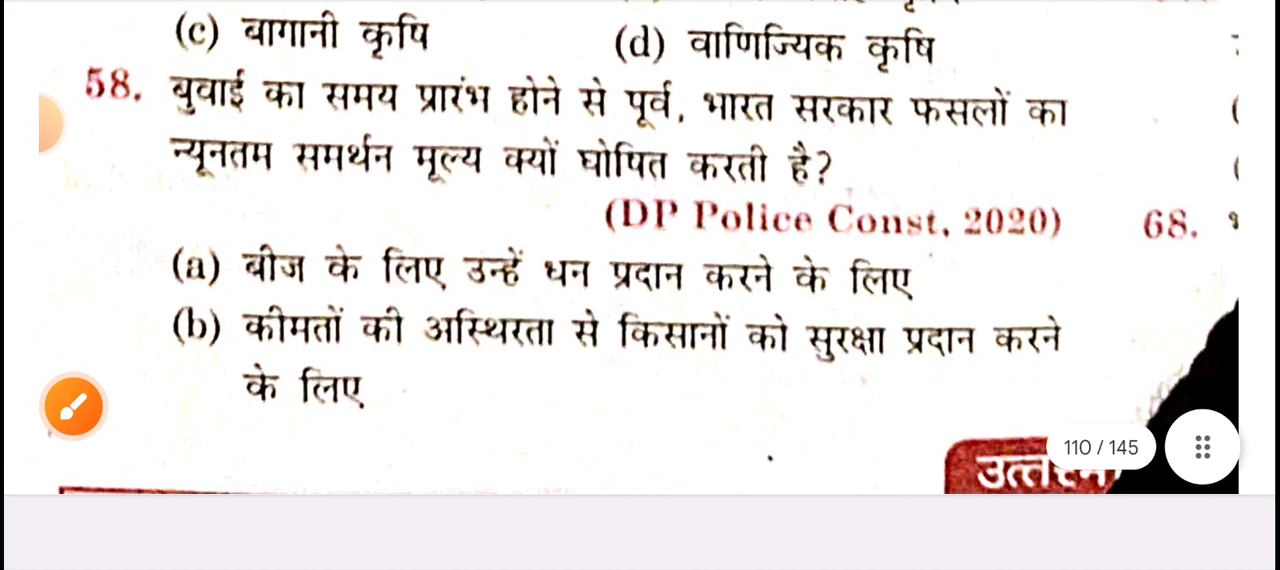 (c) बागानी कृषि (d) वाणिज्यिक कृषि
58. बुवाई का समय प्रारंभ होने से पूर्व, भारत सरकार फसलों का
न्यूनतम समर्थन मूल्य क्यों घोषित करती है?
(DP Police Const, 2020) 68.
(a) बीज के लिए उन्हें धन प्रदान करने के लिए
(b) कीमतों की अस्थिरता से किसानों को सुरक्षा प्रदान करने
के लिए
110 / 145